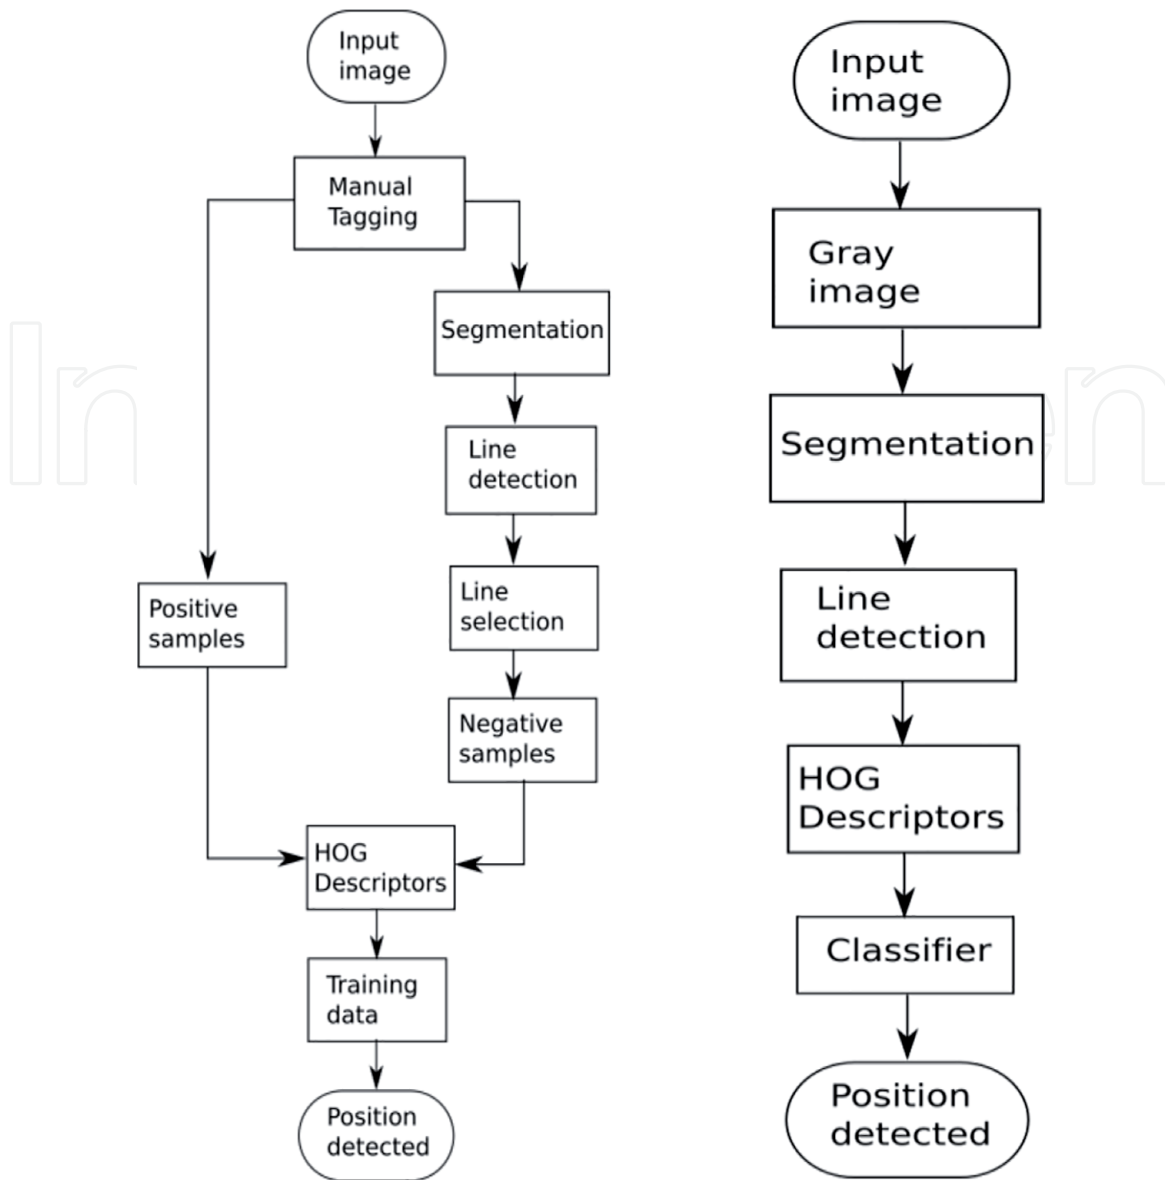 Input
image
Manual
Tagging
Segmentation
Line
detection
Line
selection
Positive
samples
Negative
samples
HOG
Descriptors
Training
data
Position
detected
Input
image
Gray
image
Segmentation
Line
detection
HOG
Descriptors
Classifier
Position
detected